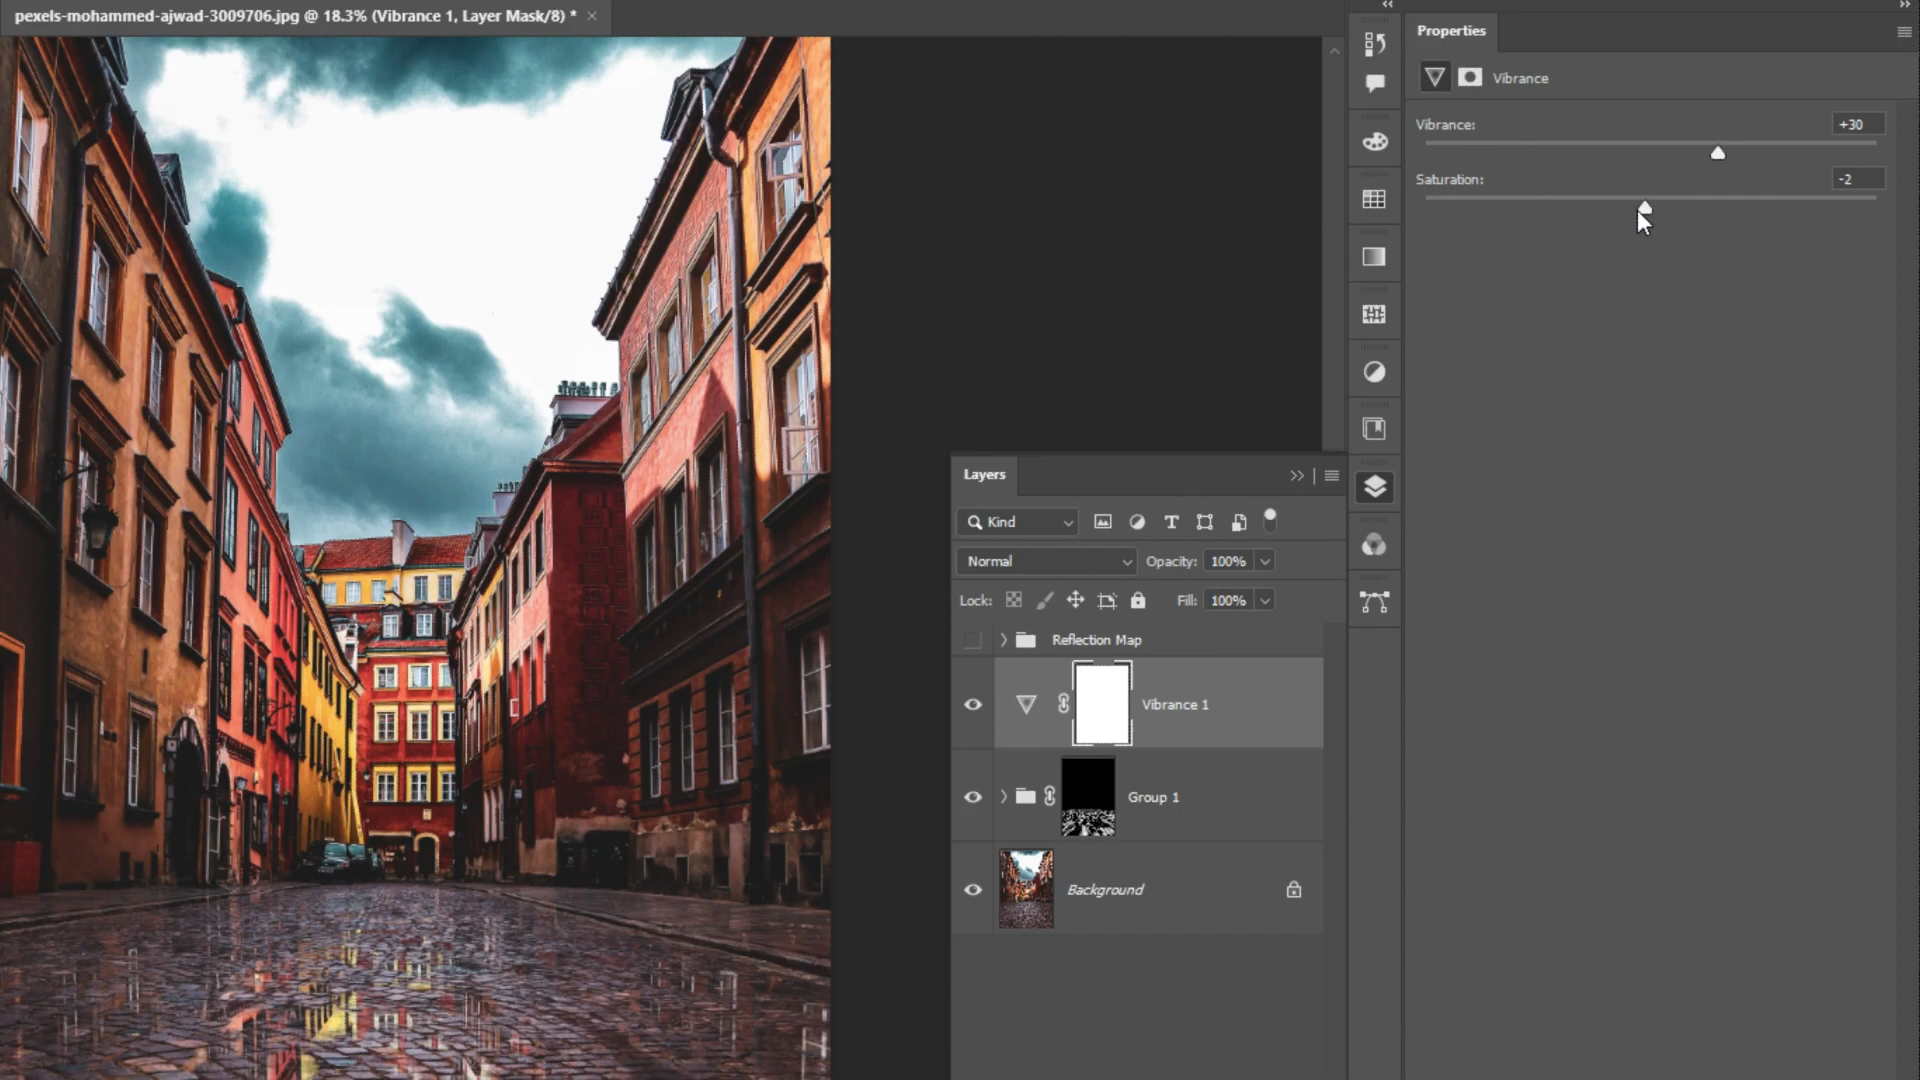 pexels-mohammed-ajwad-3009706.jpg @ 18.3% (Vibrance 1, Layer Mask/8) *
Properties
Vibrance
Vibrance:
+30
Saturation:
-2
Layers
Kind
Normal
Opacity: 100%
Lock:
Fill: 100%
Reflection Map
Vibrance 1
Group 1
Background